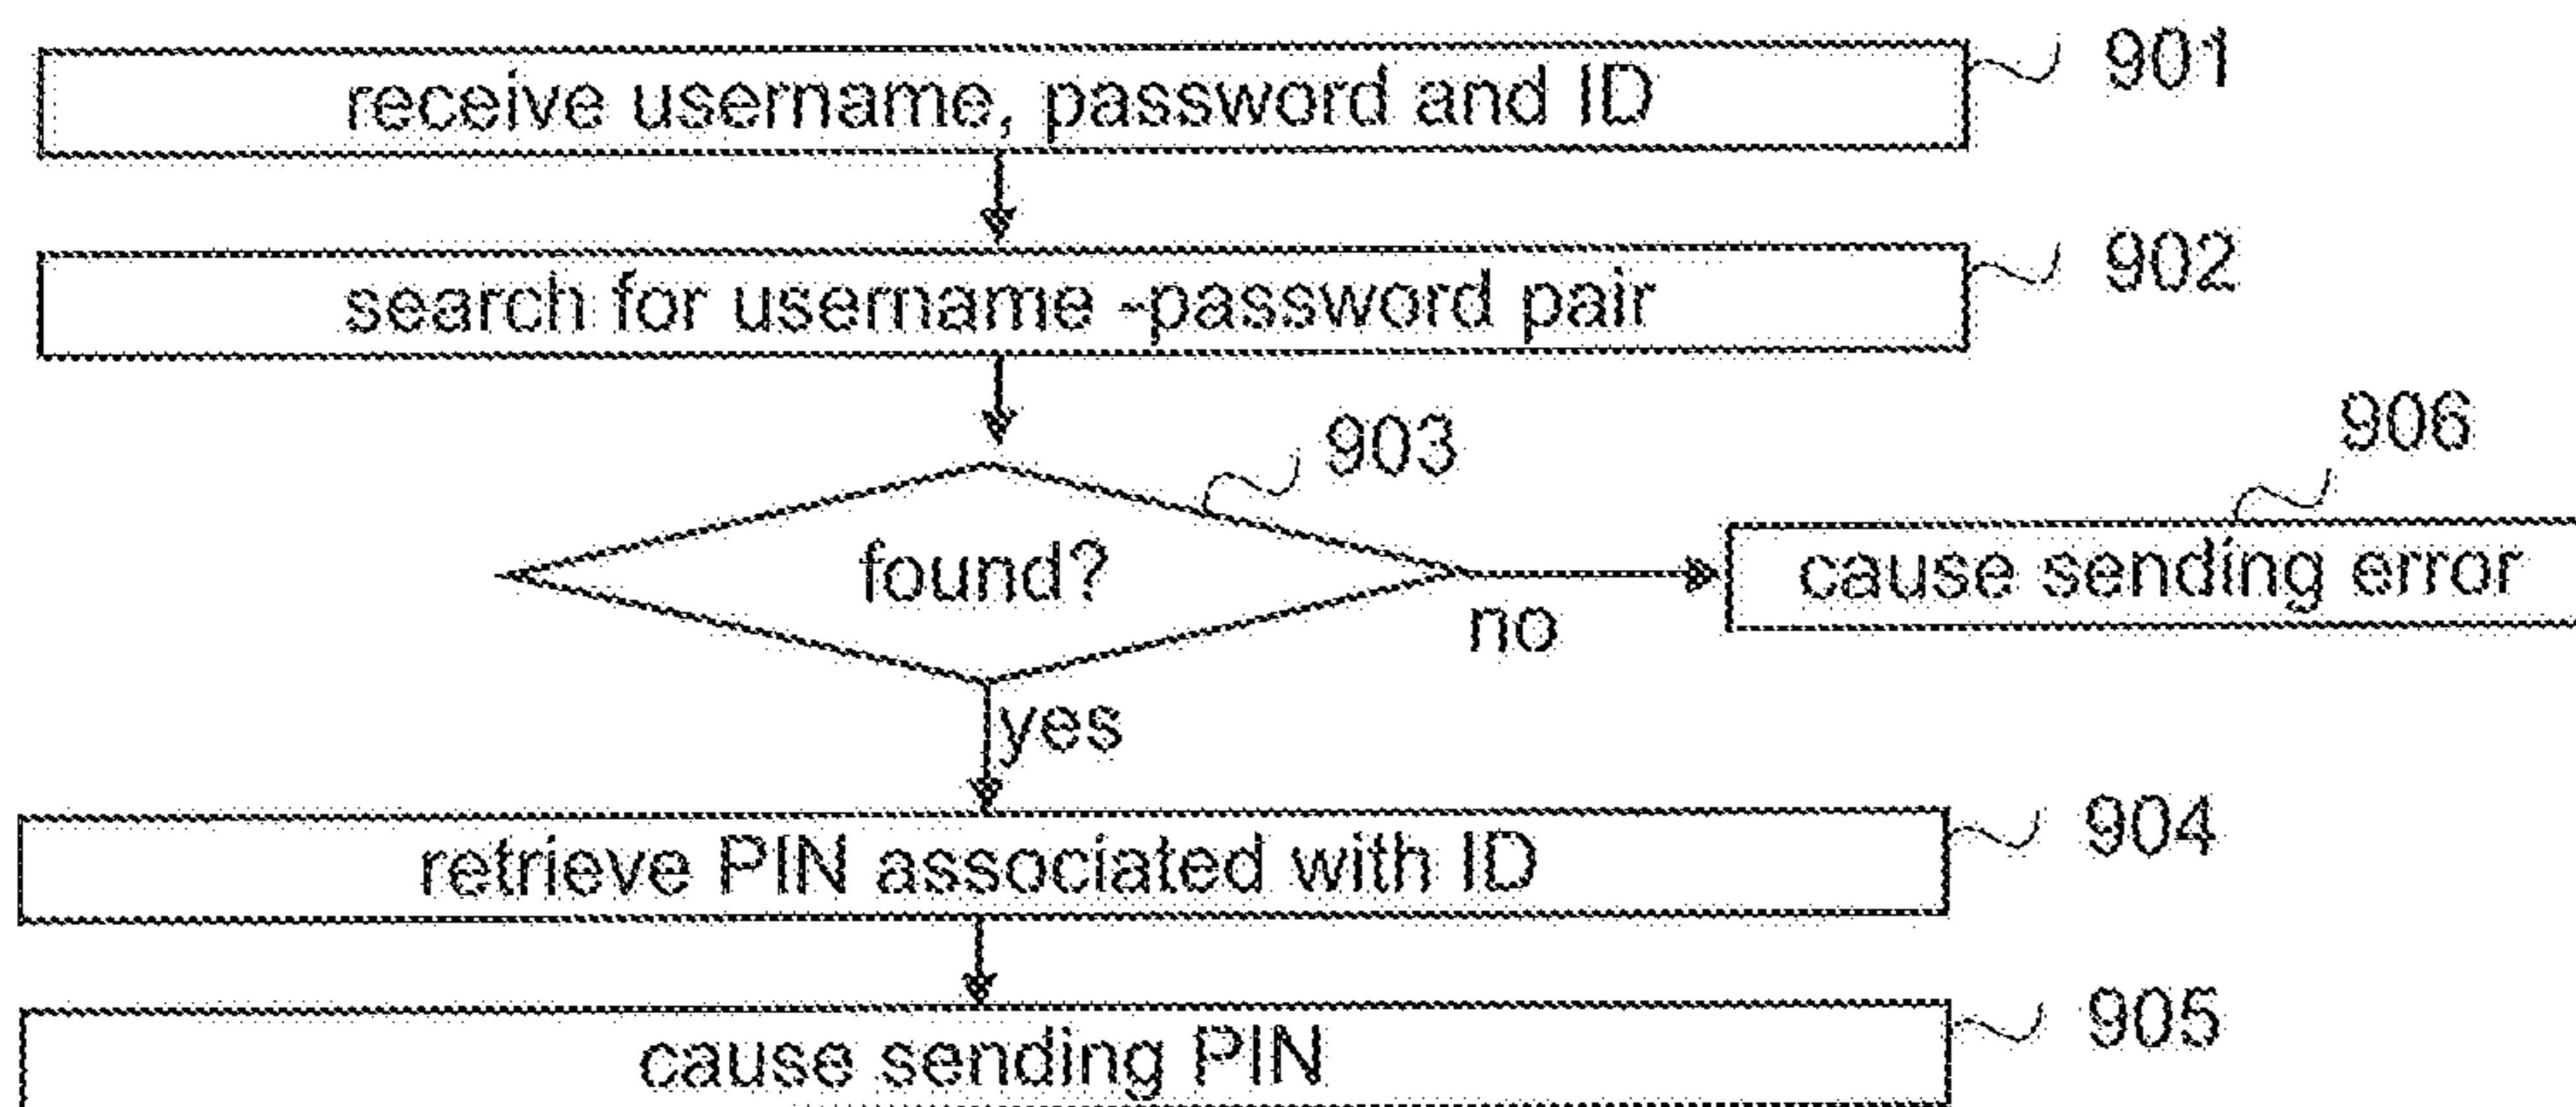 receive username, password and ID 901
search for username -password pair 902
903
906
found?
cause sending error
no
yes
retrieve PIN associated with ID 904
cause sending PIN 905